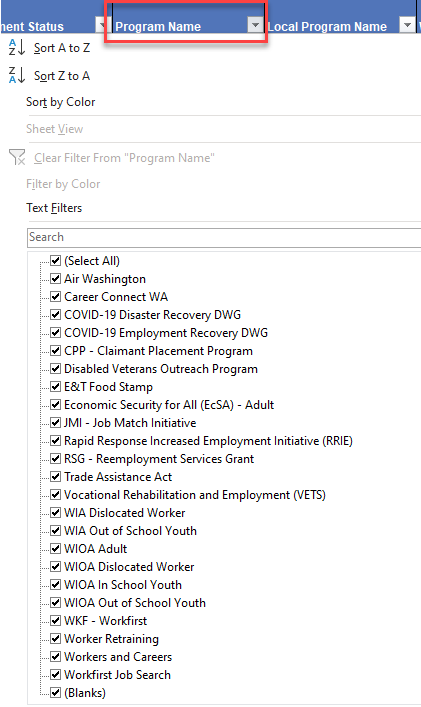 nent Status Program Name Local Program Name
Sort A to Z
Sort Z to A
Sort by Color
Sheet View
Clear Filter From "Program Name"
Filter by Color
Text Filters
Search
(Select All)
Air Washington
Career Connect WA
COVID-19 Disaster Recovery DWG
COVID-19 Employment Recovery DWG
CPP - Claimant Placement Program
Disabled Veterans Outreach Program
E&T Food Stamp
Economic Security for All (EcSA) - Adult
JMI - Job Match Initiative
Rapid Response Increased Employment Initiative (RRIE)
RSG - Reemployment Services Grant
Trade Assistance Act
Vocational Rehabilitation and Employment (VETS)
WIA Dislocated Worker
WIA Out of School Youth
WIOA Adult
WIOA Dislocated Worker
WIOA In School Youth
WIOA Out of School Youth
WKF - Workfirst
Worker Retraining
Workers and Careers
Workfirst Job Search
(Blanks)